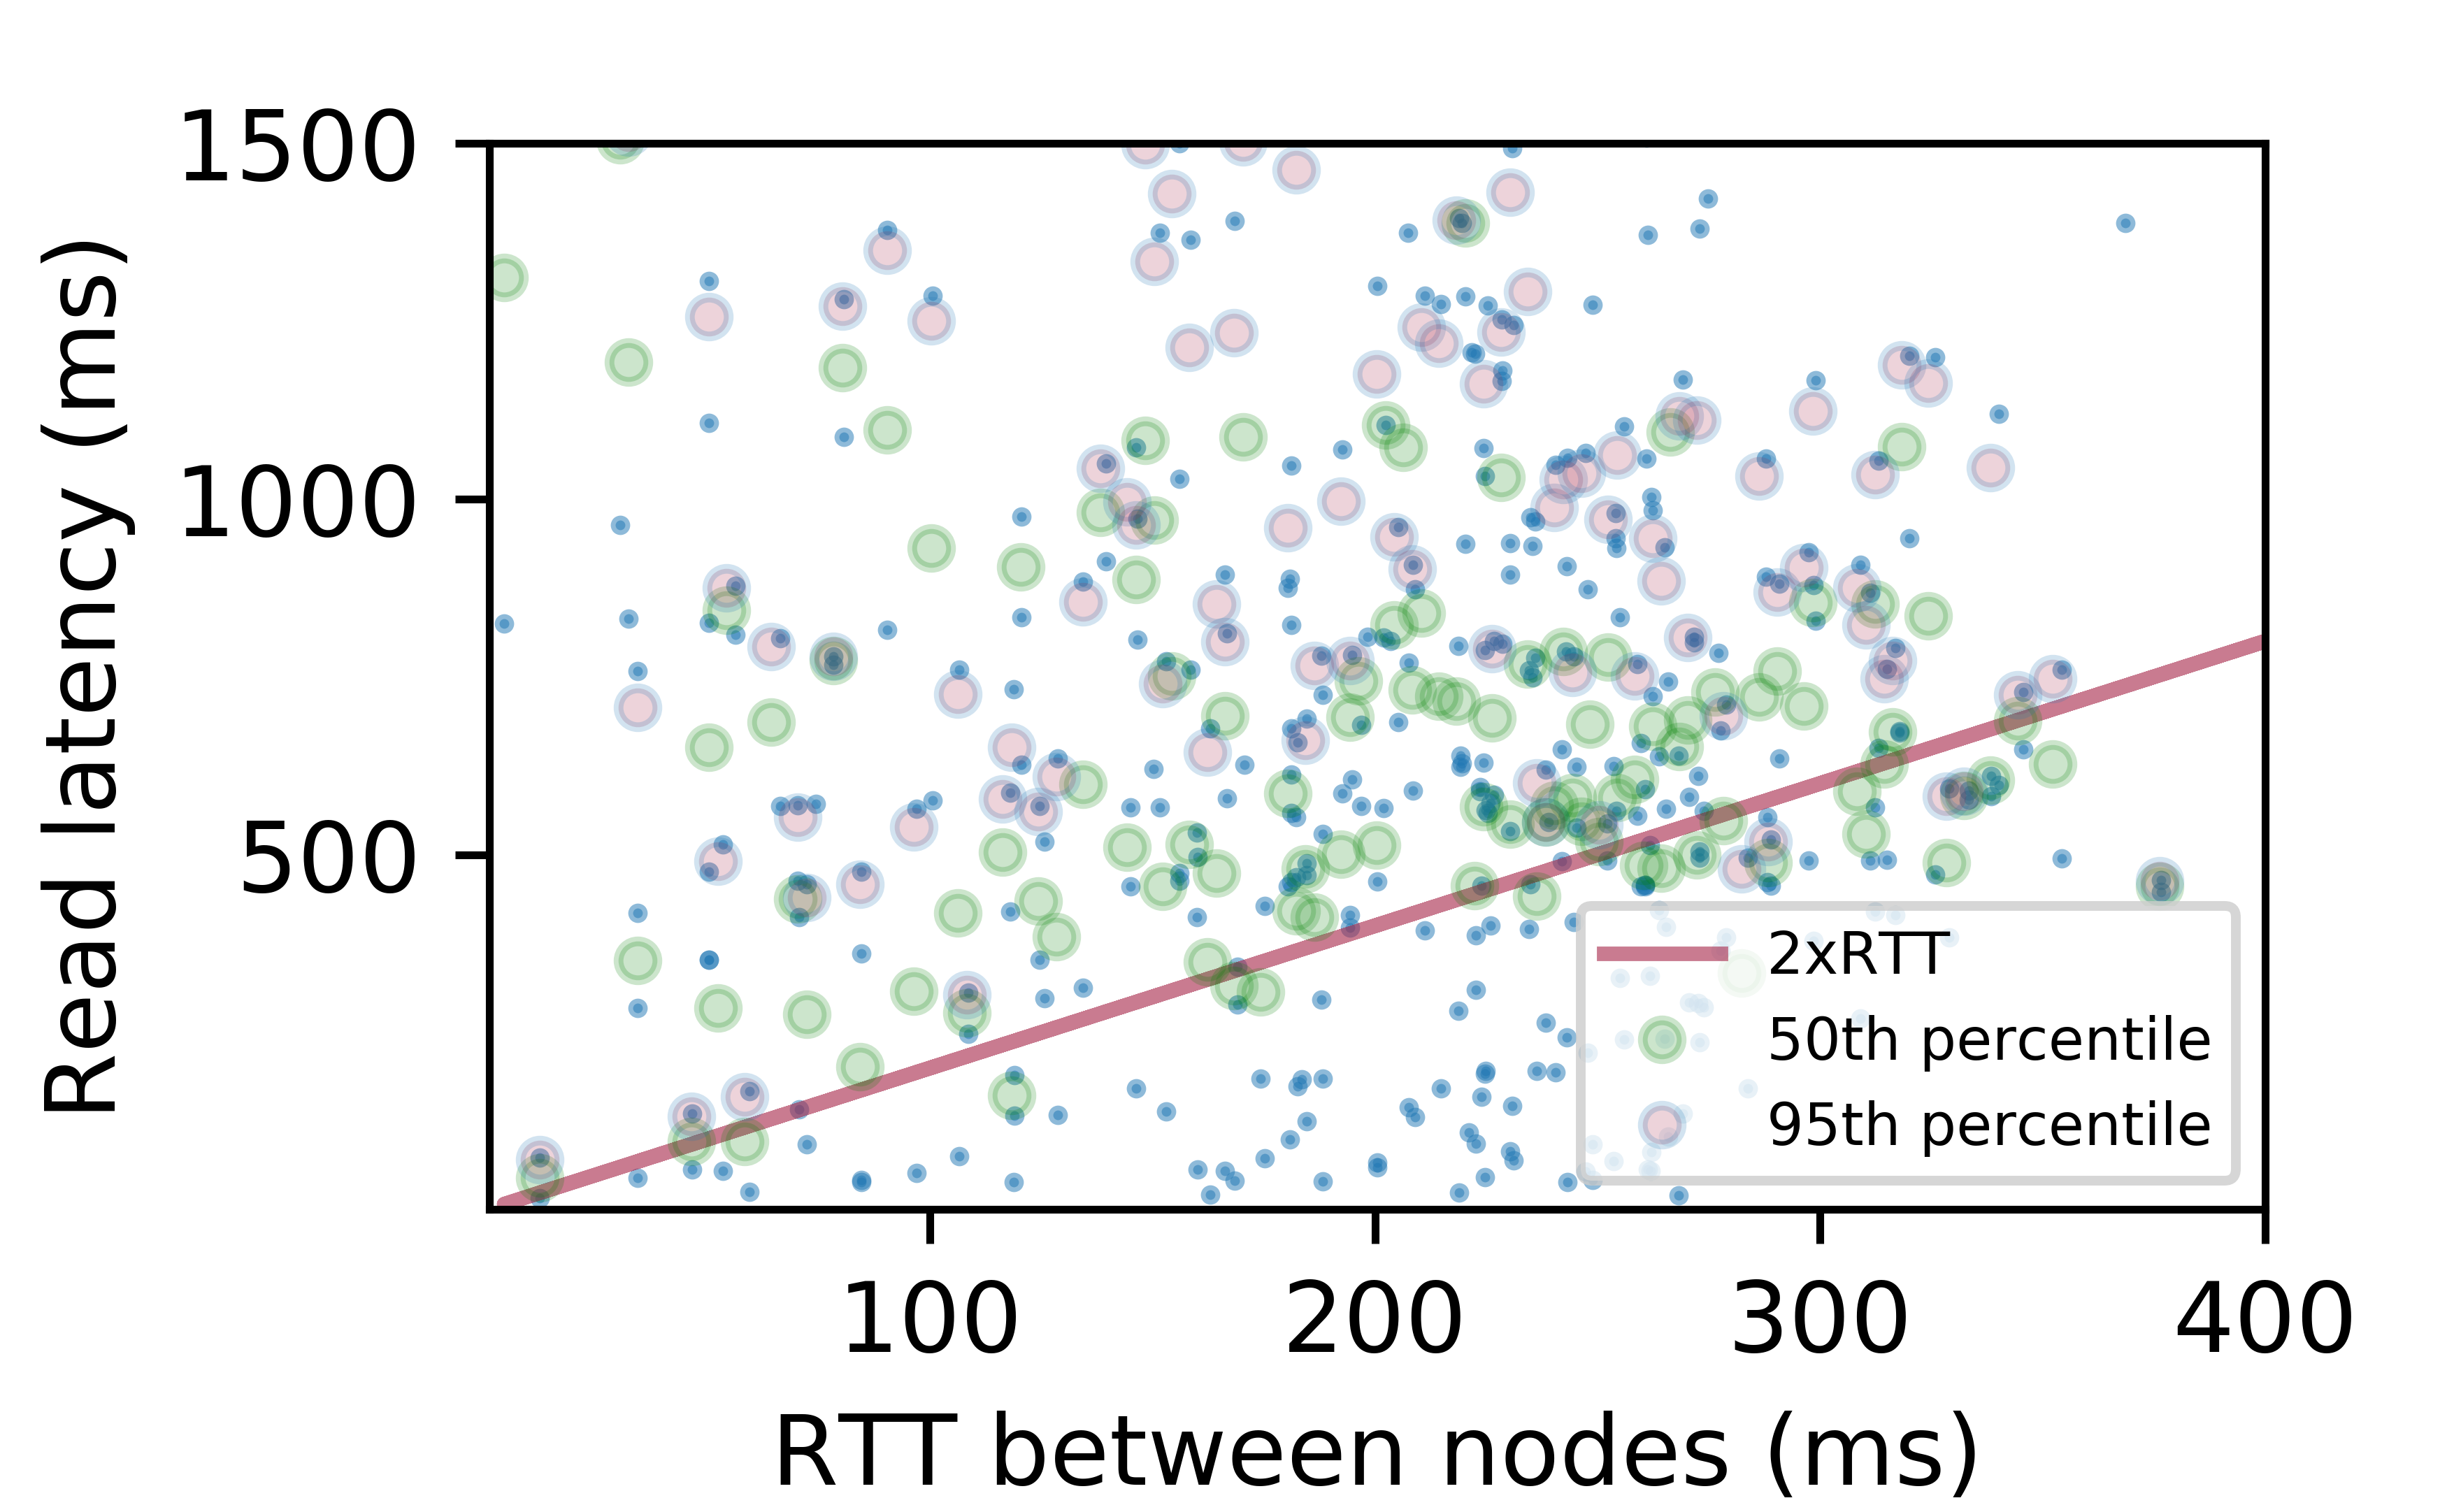 1500
1000
500
Read latency (ms)
2xRTT
50th percentile
95th percentile
100
200
300
400
RTT between nodes (ms)